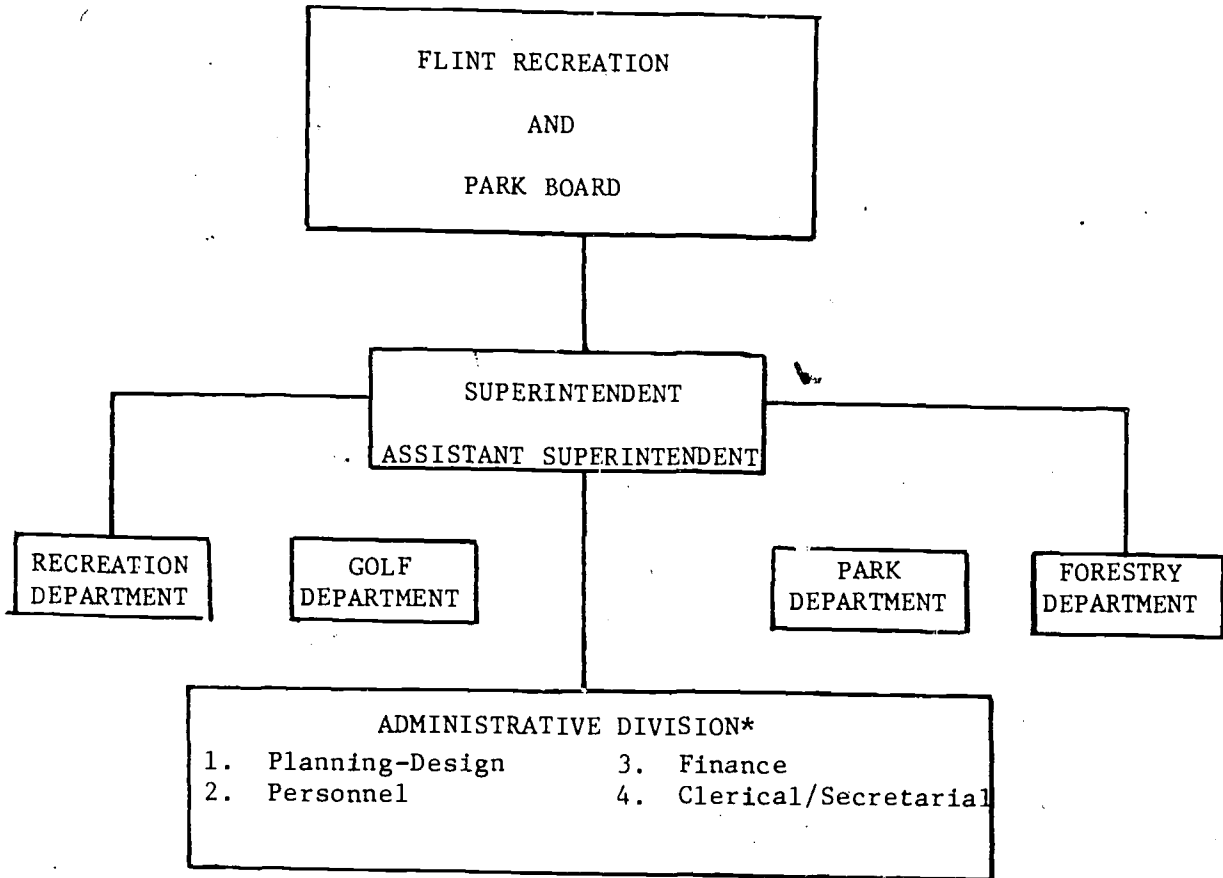 FLINT RECREATION
AND
PARK BOARD
SUPERINTENDENT
ASSISTANT SUPERINTENDENT
RECREATION
DEPARTMENT
GOLF
DEPARTMENT
PARK
DEPARTMENT
FORESTRY
DEPARTMENT
ADMINISTRATIVE DIVISION*
1. Planning-Design 3. Finance
2. Personnel 4. Clerical/Secretarial